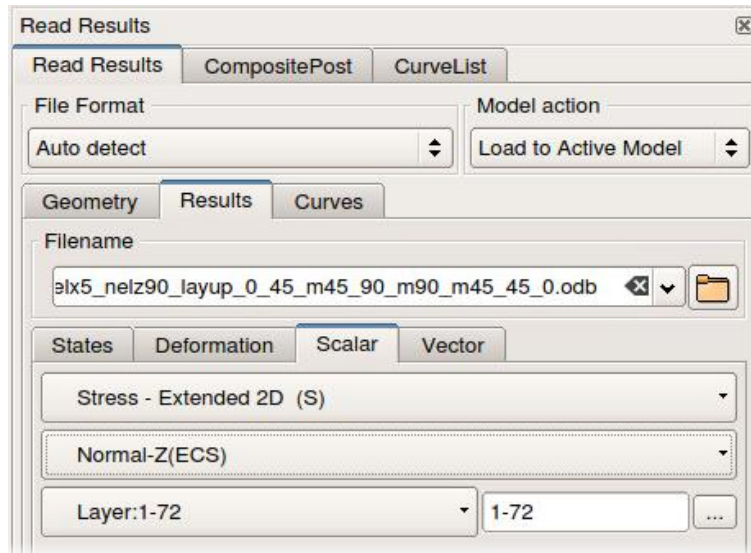 Read Results
Read Results CompositePost CurveList
File Format Model action
Auto detect Load to Active Model
Geometry Results Curves
Filename
elx5_nelz90_layup_0_45_m45_90_m90_m45_45_0.odb
States Deformation Scalar Vector
Stress - Extended 2D (S)
Normal-Z(ECS)
Layer:1-72 1-72 ...